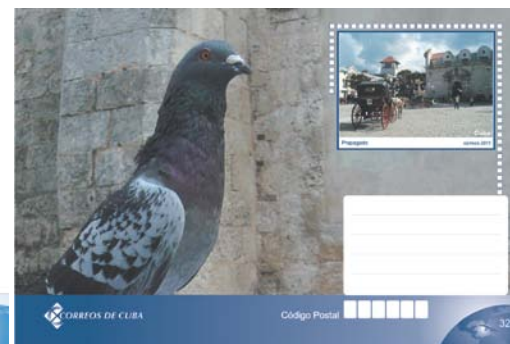 Cuba
Prepagado
correos 2011
CORREOS DE CUBA
Código Postal
32